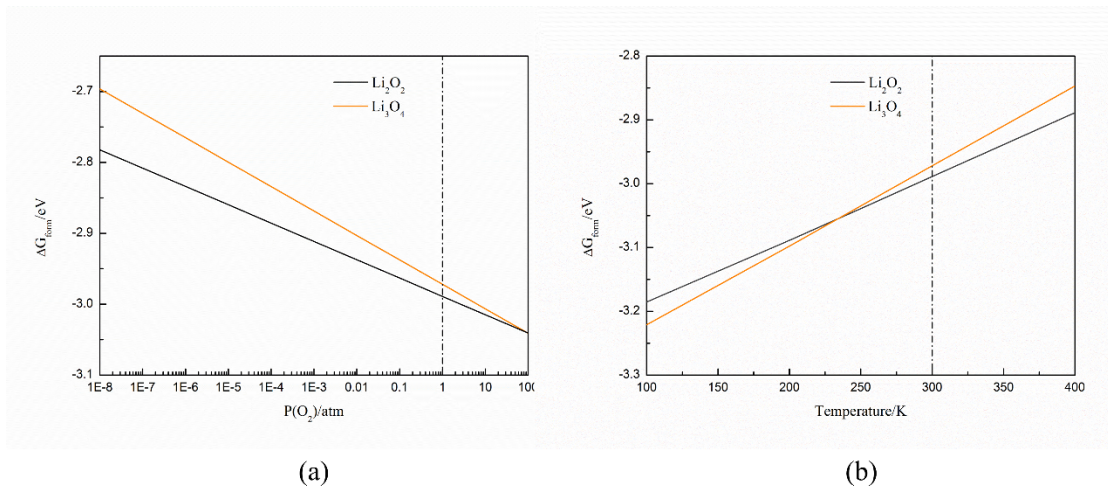 Li₂O₂
Li₃O₄
-2.7
-2.8
-2.9
-3.0
-3.1
ΔG_form/eV
1E-8 1E-7 1E-6 1E-5 1E-4 1E-3 0.01 0.1 1 10 100
P(O₂)/atm
(a)
Li₂O₂
Li₃O₄
-2.8
-2.9
-3.0
-3.1
-3.2
-3.3
ΔG_form/eV
100 150 200 250 300 350 400
Temperature/K
(b)